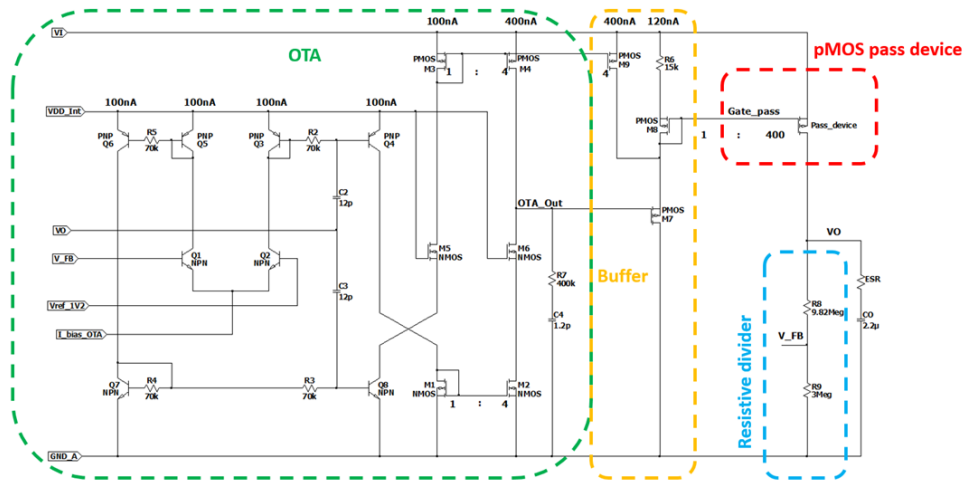 100nA 400nA 400nA 120nA
VI
OTA
pMOS pass device
PMOS
M3
1 : 4
PMOS
M4
PMOS
M9
4
R6
15k
VDD_Int
100nA 100nA 100nA 100nA
PNP
Q6
R5
70k
PNP
Q5
PNP
Q3
R2
70k
PNP
Q4
Gate_pass
PMOS
M8
1 : 400
Pass_device
C2
12p
OTA_Out
PMOS
M7
VO
VO
V_FB
Q1
NPN
Q2
NPN
M5
NMOS
M6
NMOS
Buffer
R7
400k
ESR
C3
12p
Vref_1V2
R8
9.82Meg
C4
1.2p
CO
2.2µ
I_bias_OTA
V_FB
Q7
NPN
R4
70k
R3
70k
Q8
NPN
M1
NMOS
1 : 4
M2
NMOS
R9
3Meg
Resistive divider
GND_A